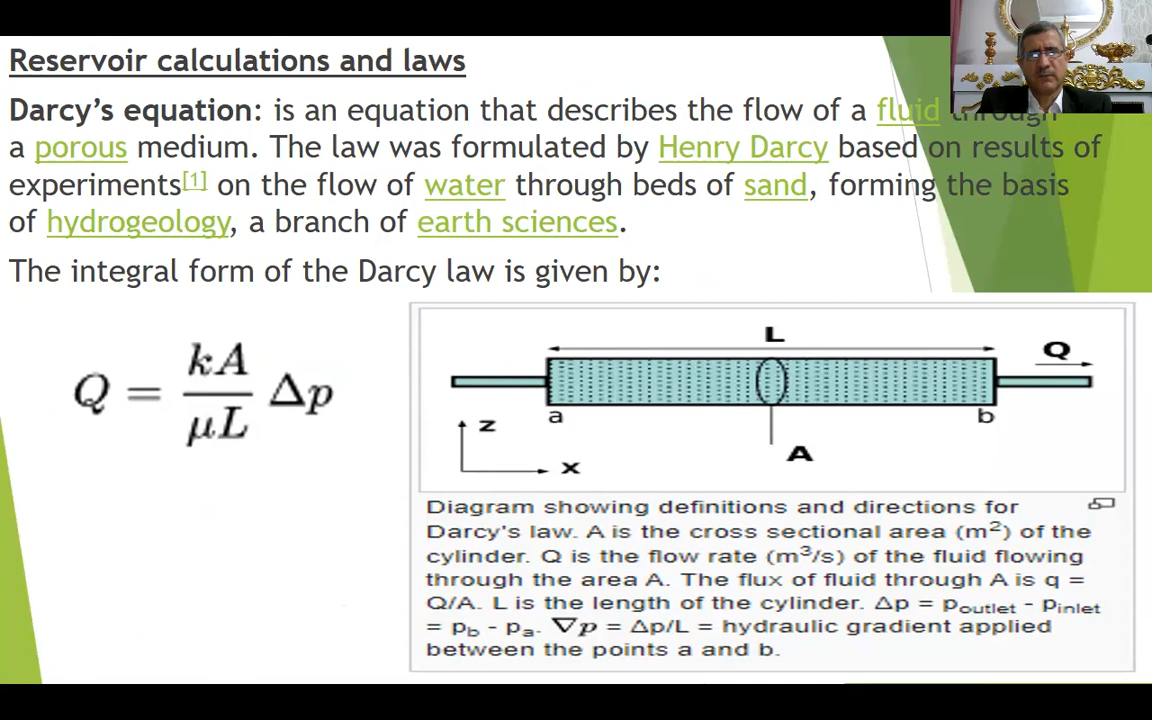 Reservoir calculations and laws
Darcy's equation: is an equation that describes the flow of a fluid through
a porous medium. The law was formulated by Henry Darcy based on results of
experiments[1] on the flow of water through beds of sand, forming the basis
of hydrogeology, a branch of earth sciences.
The integral form of the Darcy law is given by:
Q = kA/μL Δp
L
Q
a
b
z
A
x
Diagram showing definitions and directions for
Darcy's law. A is the cross sectional area (m²) of the
cylinder. Q is the flow rate (m³/s) of the fluid flowing
through the area A. The flux of fluid through A is q =
Q/A. L is the length of the cylinder. Δp = poutlet - pinlet
= pb - pa. ∇p = Δp/L = hydraulic gradient applied
between the points a and b.